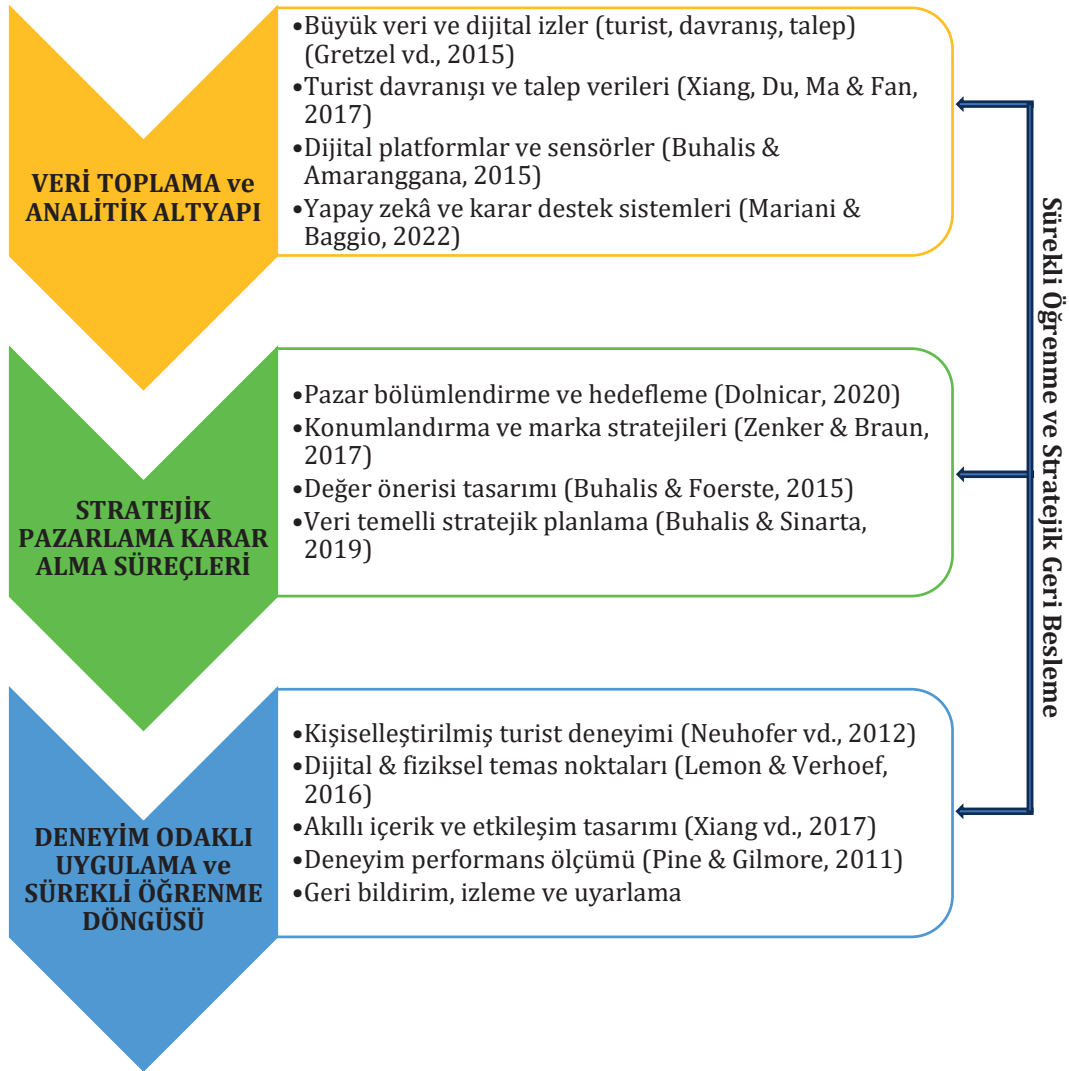 VERİ TOPLAMA ve
ANALİTİK ALTYAPI
•Büyük veri ve dijital izler (turist, davranış, talep)
(Gretzel vd., 2015)
•Turist davranışı ve talep verileri (Xiang, Du, Ma & Fan,
2017)
•Dijital platformlar ve sensörler (Buhalis &
Amaranggana, 2015)
•Yapay zekâ ve karar destek sistemleri (Mariani &
Baggio, 2022)
STRATEJİK
PAZARLAMA KARAR
ALMA SÜREÇLERİ
•Pazar bölümlendirme ve hedefleme (Dolnicar, 2020)
•Konumlandırma ve marka stratejileri (Zenker & Braun,
2017)
•Değer önerisi tasarımı (Buhalis & Foerste, 2015)
•Veri temelli stratejik planlama (Buhalis & Sinarta,
2019)
DENEYİM ODAKLI
UYGULAMA ve
SÜREKLİ ÖĞRENME
DÖNGÜSÜ
•Kişiselleştirilmiş turist deneyimi (Neuhofer vd., 2012)
•Dijital & fiziksel temas noktaları (Lemon & Verhoef,
2016)
•Akıllı içerik ve etkileşim tasarımı (Xiang vd., 2017)
•Deneyim performans ölçümü (Pine & Gilmore, 2011)
•Geri bildirim, izleme ve uyarlama
Sürekli Öğrenme ve Stratejik Geri Besleme